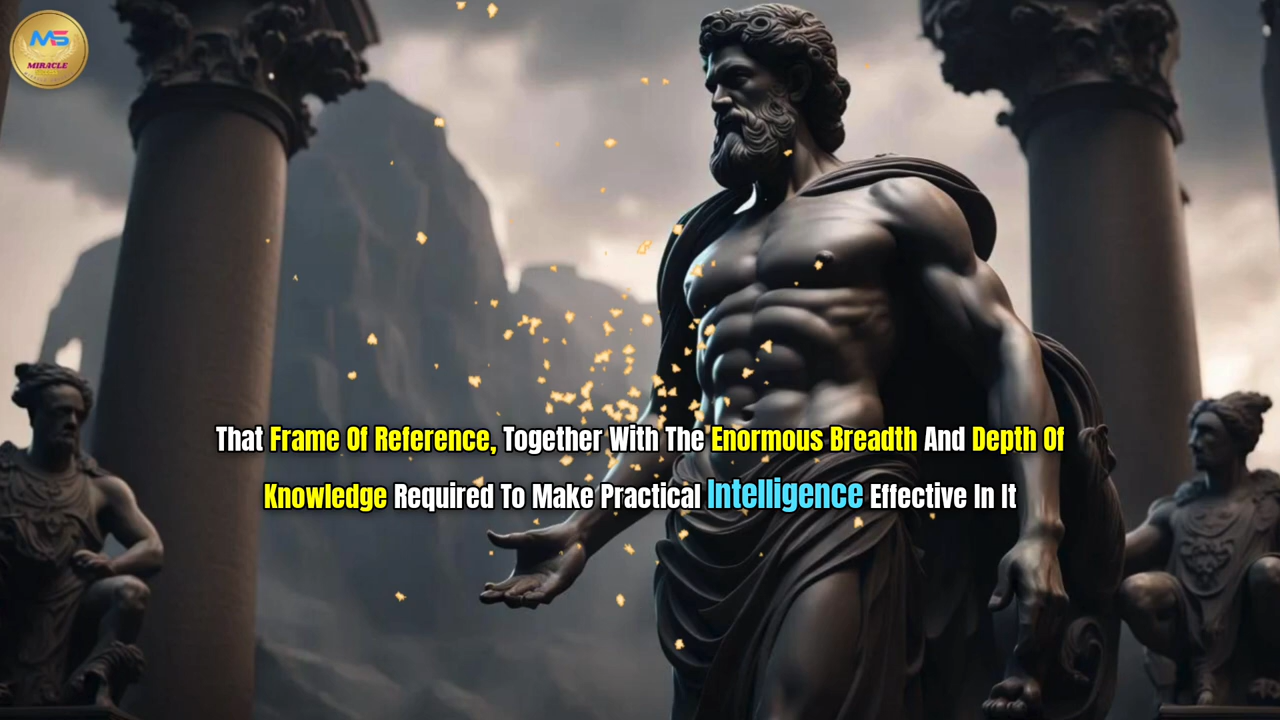 MS
MIRACLE
That Frame Of Reference, Together With The Enormous Breadth And Depth Of
Knowledge Required To Make Practical Intelligence Effective In It